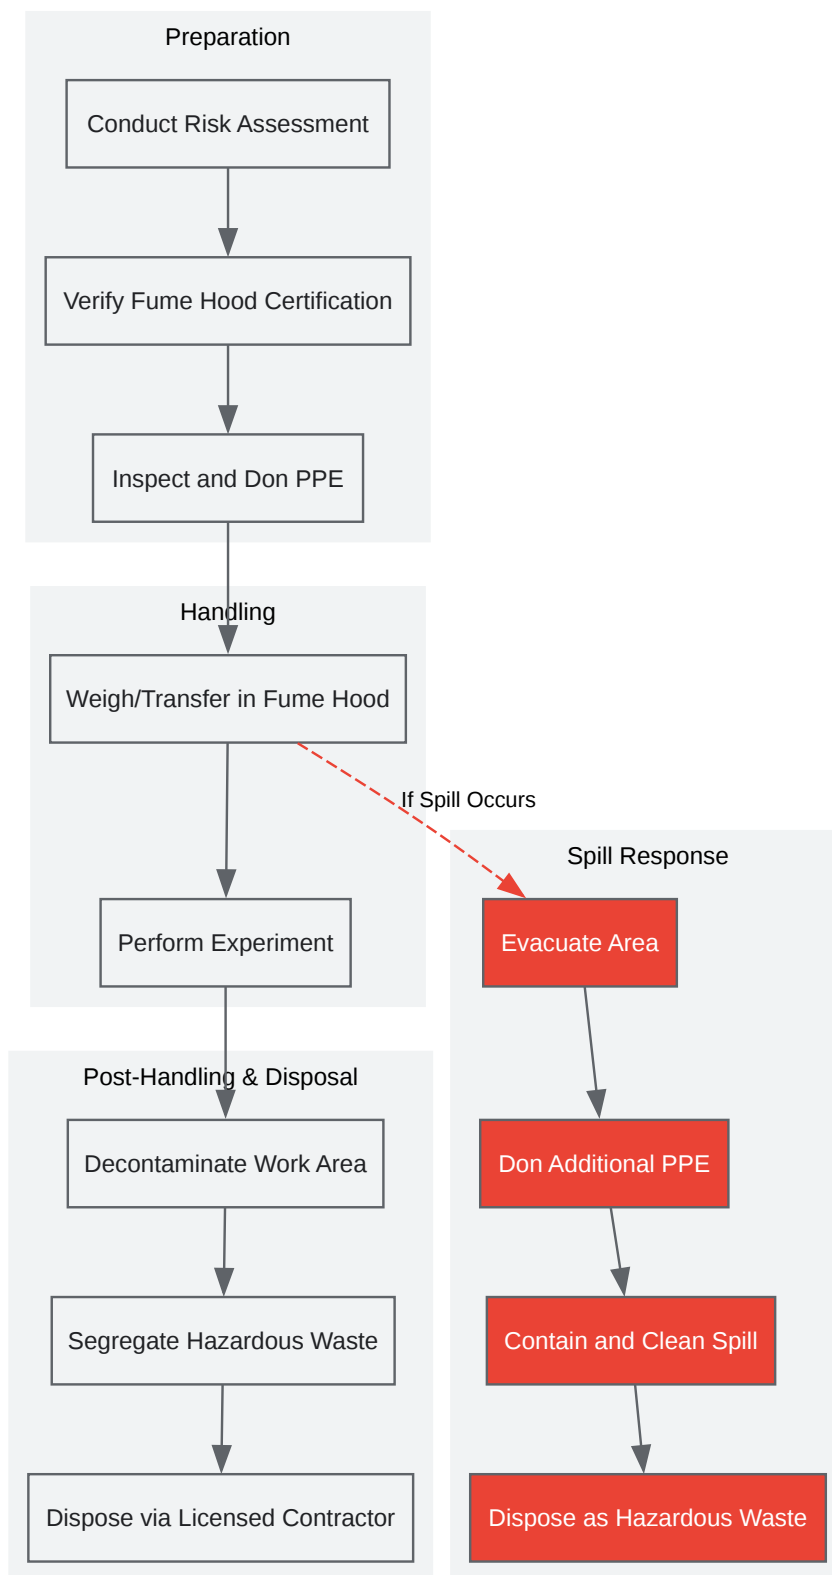 Preparation
Conduct Risk Assessment
Verify Fume Hood Certification
Inspect and Don PPE
Handling
Weigh/Transfer in Fume Hood
If Spill Occurs
Perform Experiment
Spill Response
Evacuate Area
Don Additional PPE
Contain and Clean Spill
Dispose as Hazardous Waste
Post-Handling & Disposal
Decontaminate Work Area
Segregate Hazardous Waste
Dispose via Licensed Contractor